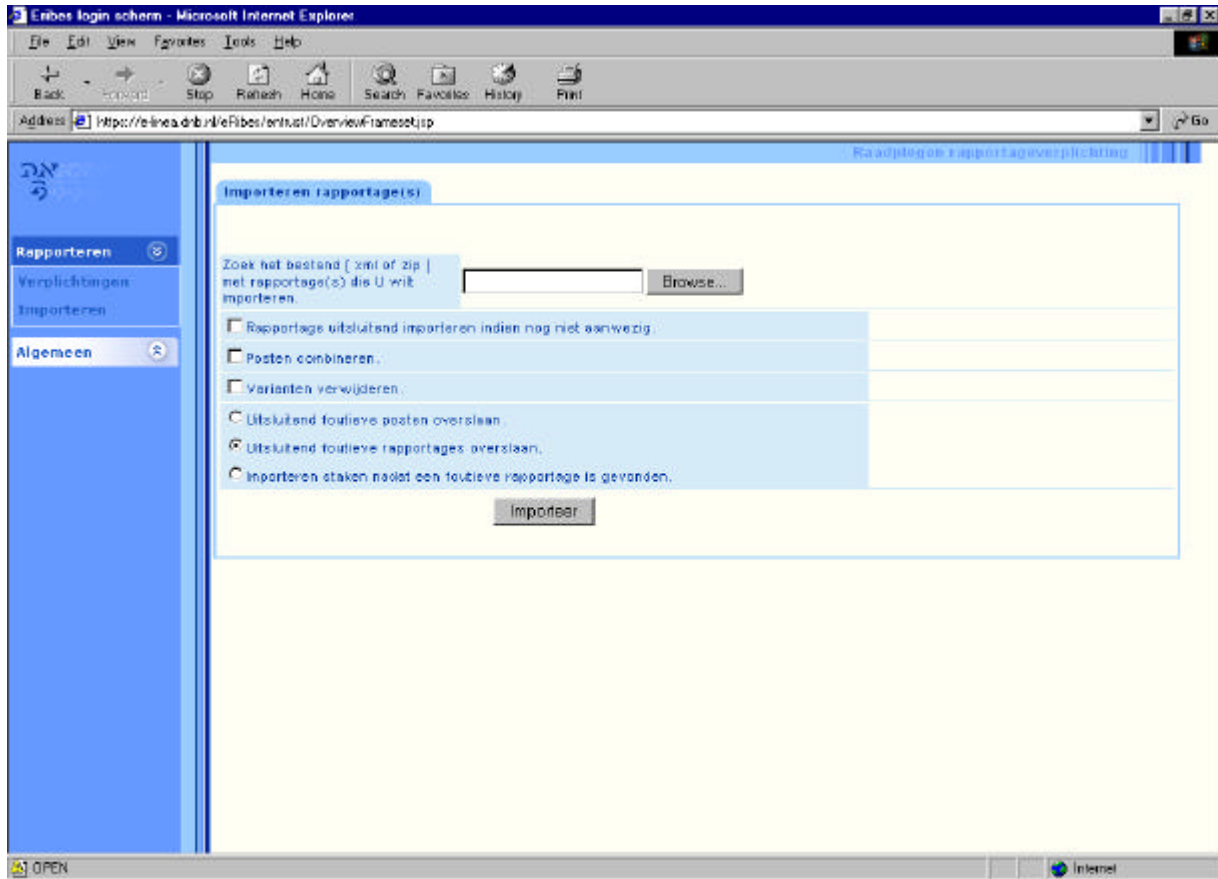 Eribes login scherm - Microsoft Internet Explorer
File Edit View Favorites Tools Help
Back Forward Stop Refresh Home Search Favorites History Print
Address https://e-linea.dnb.nl/eRibes/entrust/OverviewFrameset.jsp Go
Raadplegen rapportageverplichting
Importeren rapportage(s)
Rapporteren
Verplichtingen
Importeren
Algemeen
Zoek het bestand ( xml of zip )
met rapportage(s) die U wilt
importeren.
Browse...
Rapportage uitsluitend importeren indien nog niet aanwezig.
Posten combineren.
Varianten verwijderen.
Uitsluitend foutieve posten overslaan.
Uitsluitend foutieve rapportages overslaan.
Importeren staken nadat een foutieve rapportage is gevonden.
Importeer
OPEN
Internet